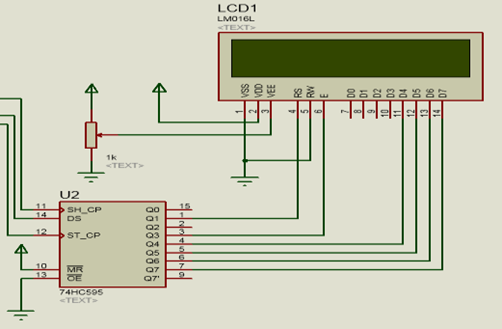 LCD1
LM016L
<TEXT>
VSS VDD VEE RS RW E D0 D1 D2 D3 D4 D5 D6 D7
1 2 3 4 5 6 7 8 9 10 11 12 13 14
1k
<TEXT>
U2
11 SH_CP Q0 15
14 DS Q1 1
Q2 2
12 ST_CP Q3 3
Q4 4
Q5 5
Q6 6
10 MR Q7 7
13 OE Q7' 9
74HC595
<TEXT>